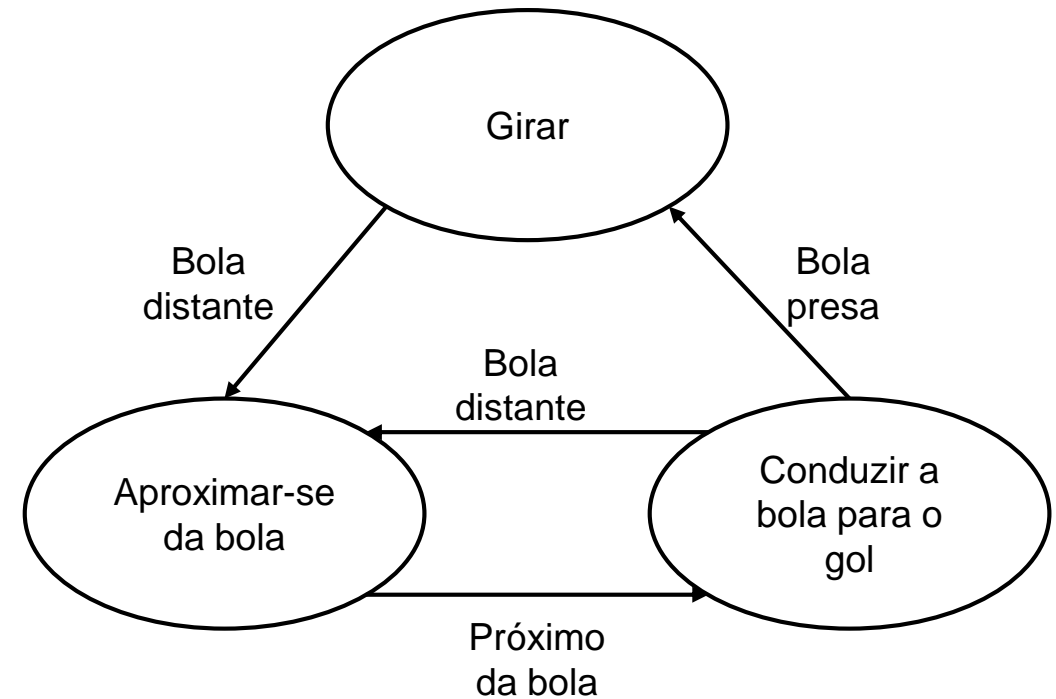 Girar
Bola
distante
Bola
presa
Bola
distante
Aproximar-se
da bola
Conduzir a
bola para o
gol
Próximo
da bola